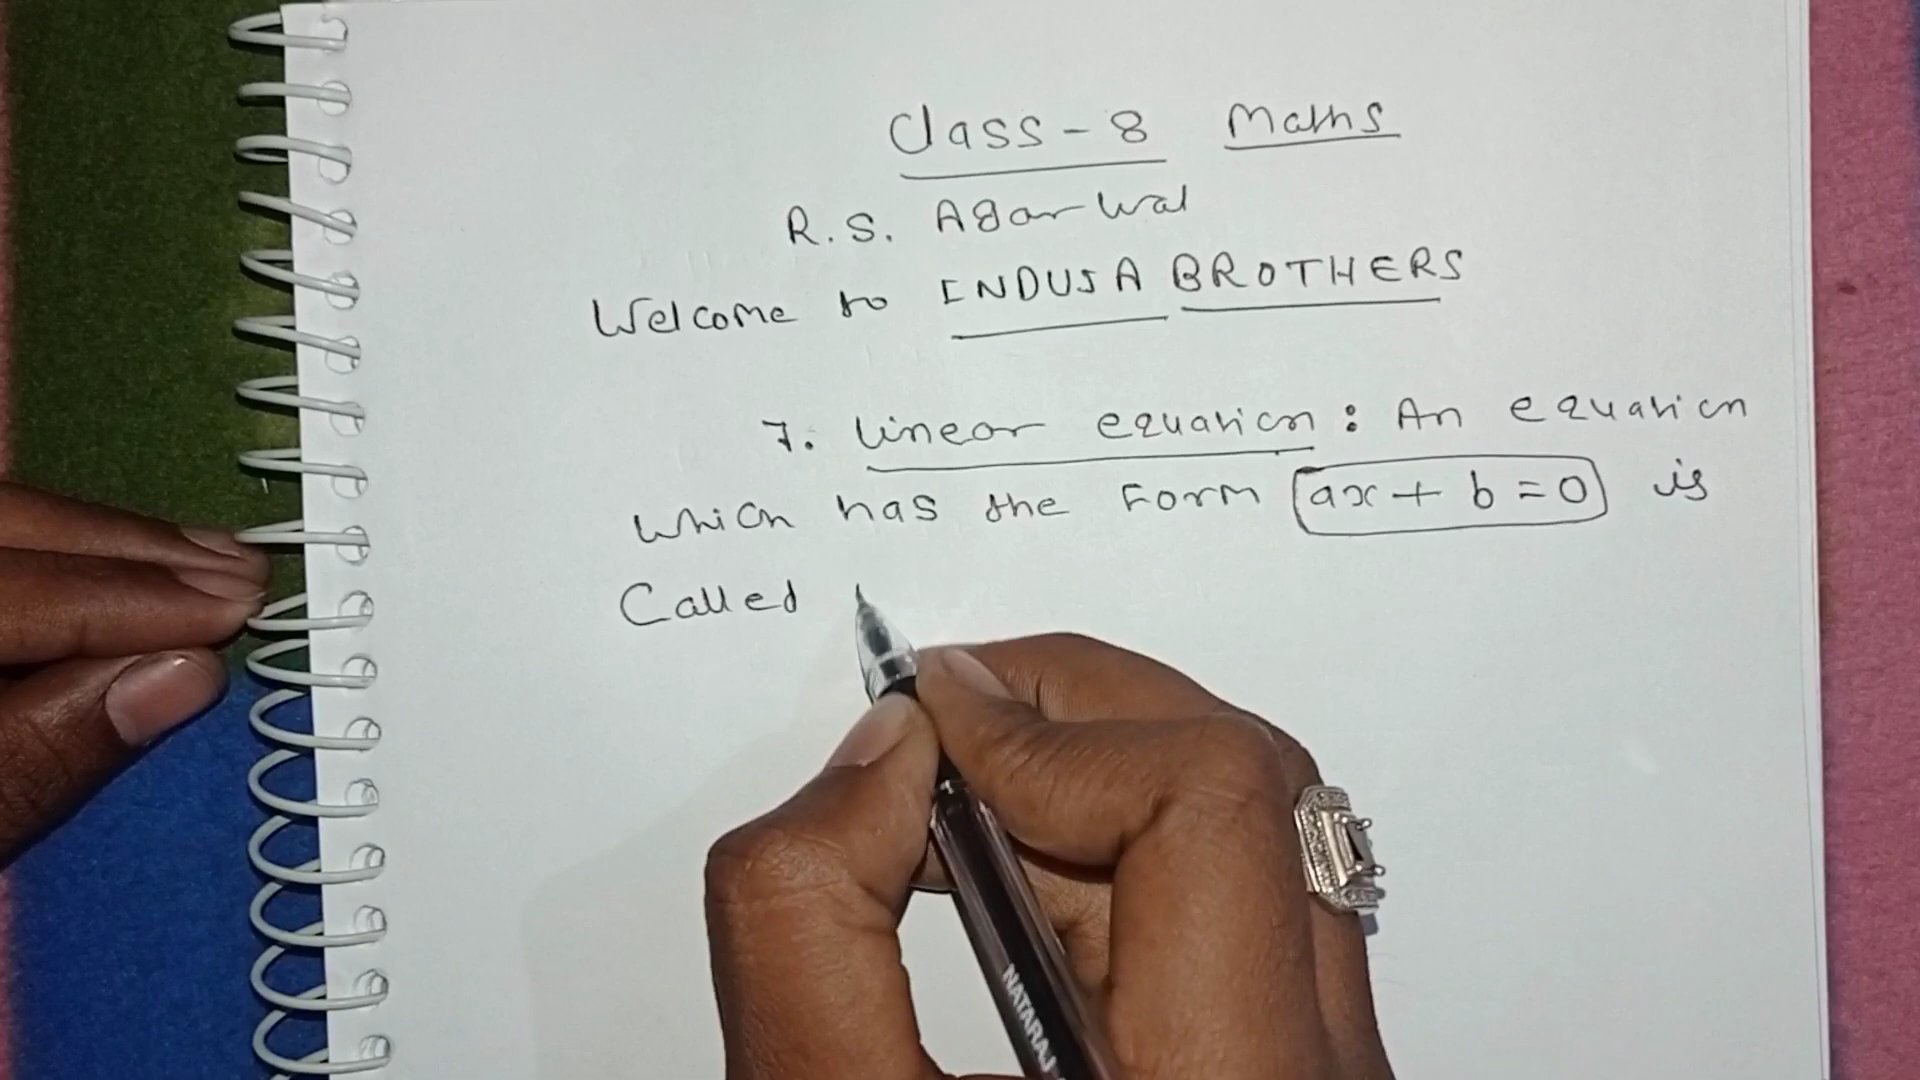 Class-8 Maths
R.S. Agarwal
Welcome to INDUJA BROTHERS
7. Linear equation: An equation
which has the Form ax + b = 0 is
Called
NATARAJ